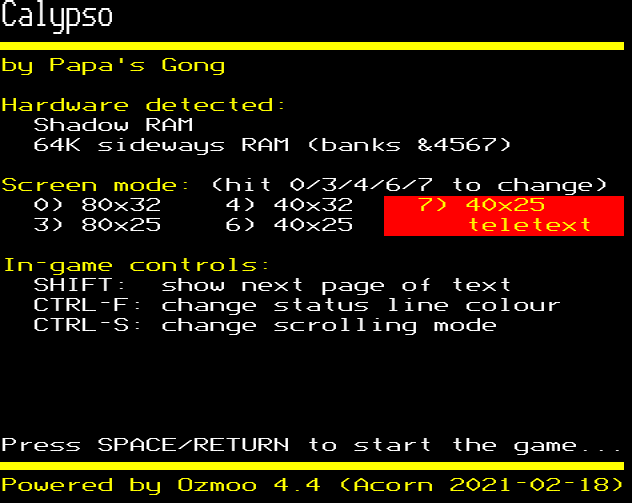 Calypso
by Papa's Gong
Hardware detected:
Shadow RAM
64K sideways RAM (banks &4567)
Screen mode: (hit 0/3/4/6/7 to change)
0) 80x32 4) 40x32 7) 40x25
3) 80x25 6) 40x25 teletext
In-game controls:
SHIFT: show next page of text
CTRL-F: change status line colour
CTRL-S: change scrolling mode
Press SPACE/RETURN to start the game...
Powered by Ozmoo 4.4 (Acorn 2021-02-18)